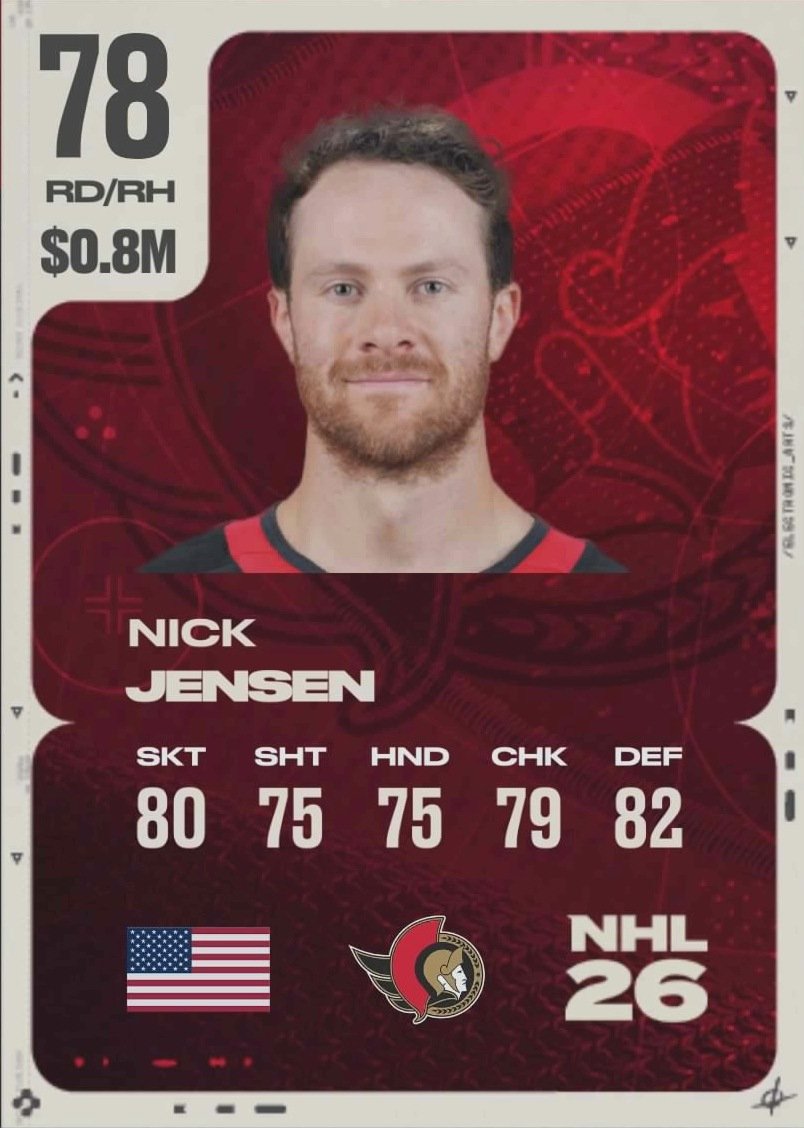 78
RD/RH
$0.8M
NICK
JENSEN
SKT SHT HND CHK DEF
80 75 75 79 82
NHL
26